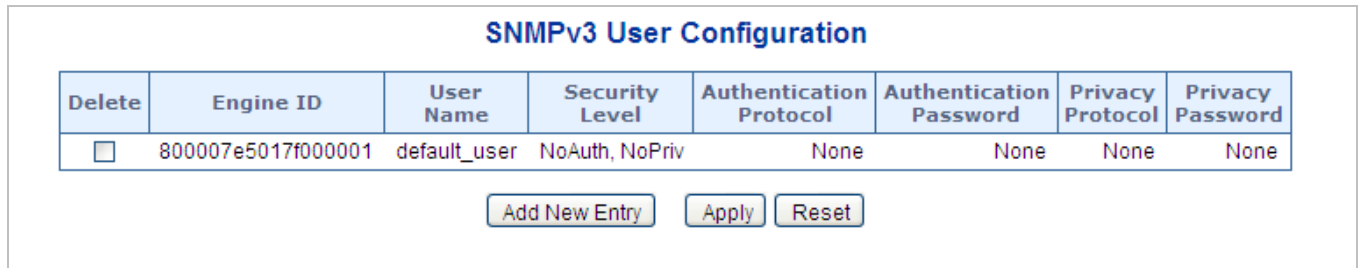 SNMPv3 User Configuration
Delete Engine ID User Name Security Level Authentication Protocol Authentication Password Privacy Protocol Privacy Password
800007e5017f000001 default_user NoAuth, NoPriv None None None None
Add New Entry Apply Reset